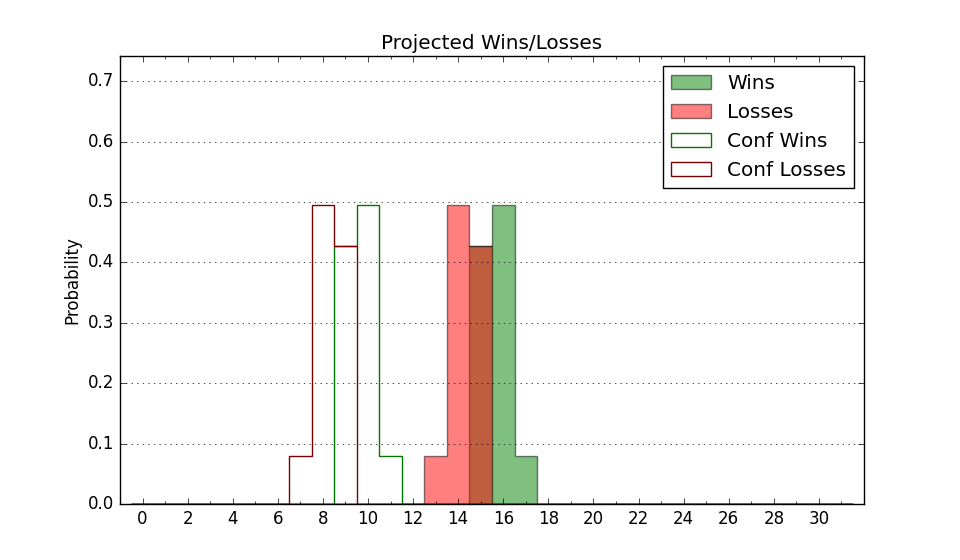 Projected Wins/Losses
Wins
Losses
Conf Wins
Conf Losses
Probability
0.7
0.6
0.5
0.4
0.3
0.2
0.1
0.0
0 2 4 6 8 10 12 14 16 18 20 22 24 26 28 30